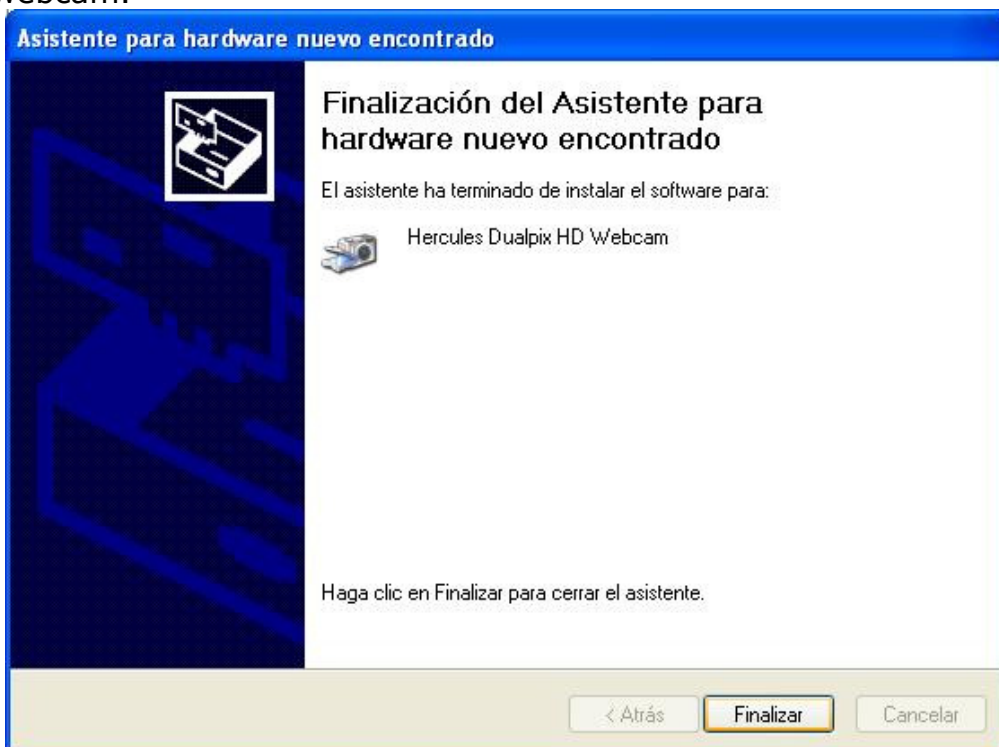 webcam.
Asistente para hardware nuevo encontrado
Finalización del Asistente para
hardware nuevo encontrado
El asistente ha terminado de instalar el software para:
Hercules Dualpix HD Webcam
Haga clic en Finalizar para cerrar el asistente.
< Atrás Finalizar Cancelar